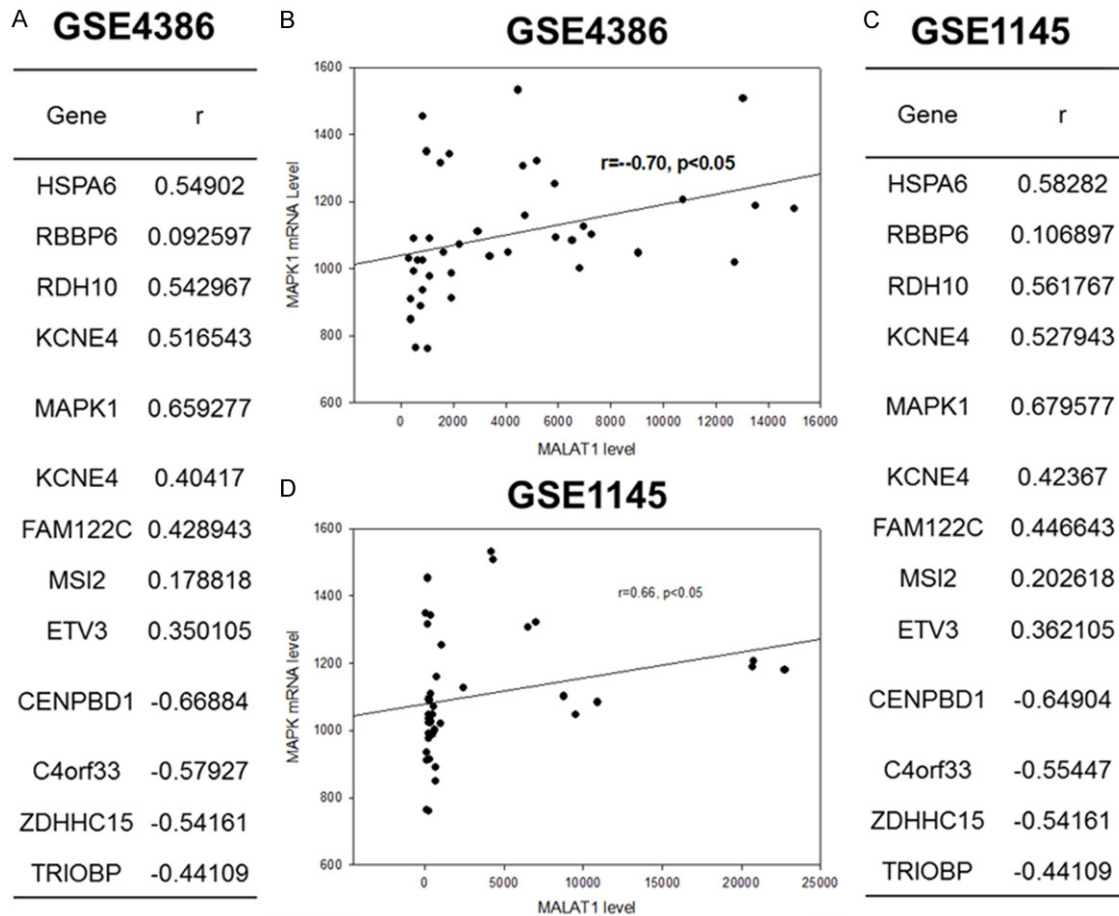 A GSE4386
Gene r
HSPA6 0.54902
RBBP6 0.092597
RDH10 0.542967
KCNE4 0.516543
MAPK1 0.659277
KCNE4 0.40417
FAM122C 0.428943
MSI2 0.178818
ETV3 0.350105
CENPBD1 -0.66884
C4orf33 -0.57927
ZDHHC15 -0.54161
TRIOBP -0.44109
B GSE4386
MAPK1 mRNA Level
1600
1400
1200
1000
800
600
r=--0.70, p<0.05
0 2000 4000 6000 8000 10000 12000 14000 16000
MALAT1 level
C GSE1145
Gene r
HSPA6 0.58282
RBBP6 0.106897
RDH10 0.561767
KCNE4 0.527943
MAPK1 0.679577
KCNE4 0.42367
FAM122C 0.446643
MSI2 0.202618
ETV3 0.362105
CENPBD1 -0.64904
C4orf33 -0.55447
ZDHHC15 -0.54161
TRIOBP -0.44109
D GSE1145
MAPK mRNA level
1600
1400
1200
1000
800
600
r=0.66, p<0.05
0 5000 10000 15000 20000 25000
MALAT1 level